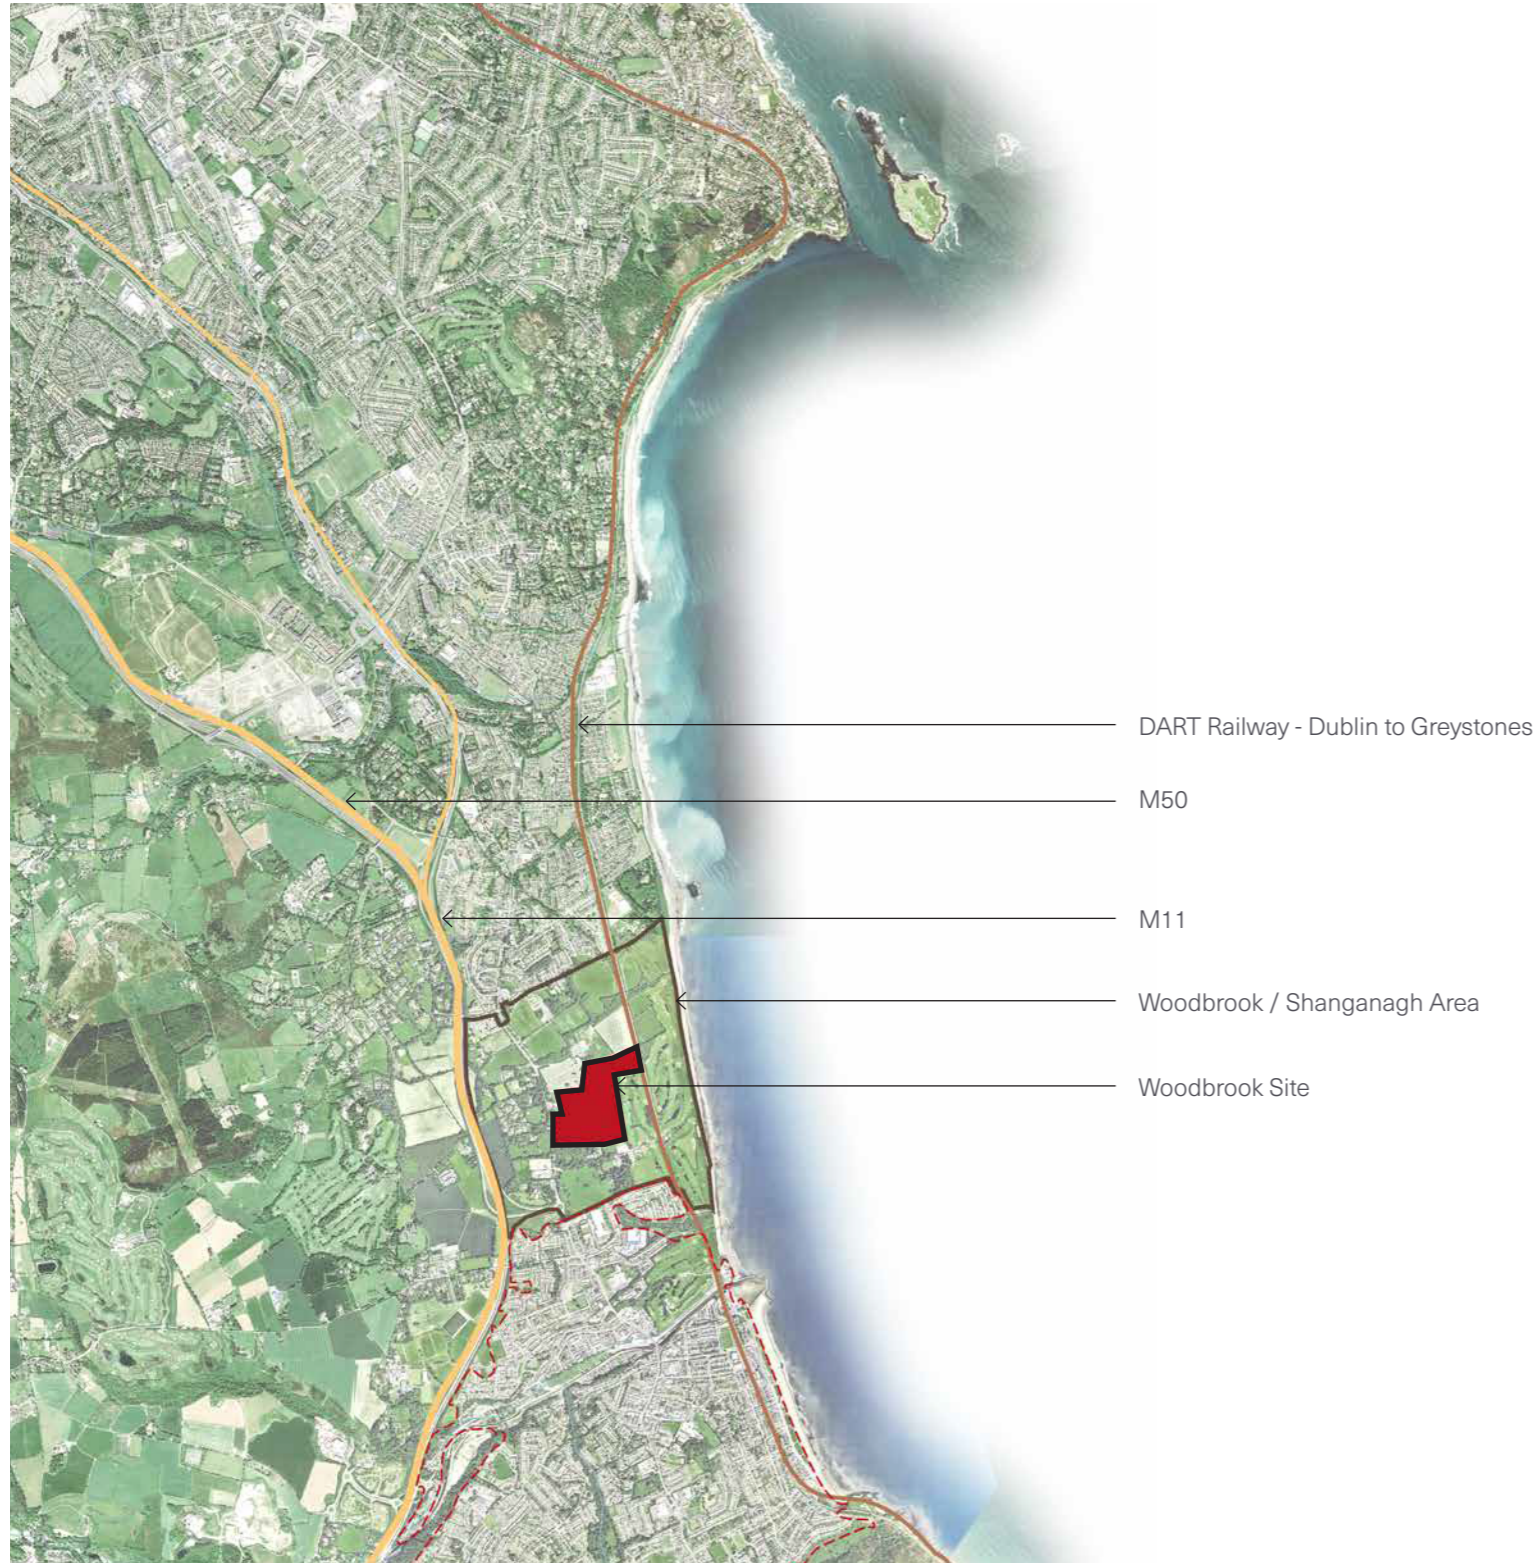 DART Railway - Dublin to Greystones
M50
M11
Woodbrook / Shanganagh Area
Woodbrook Site